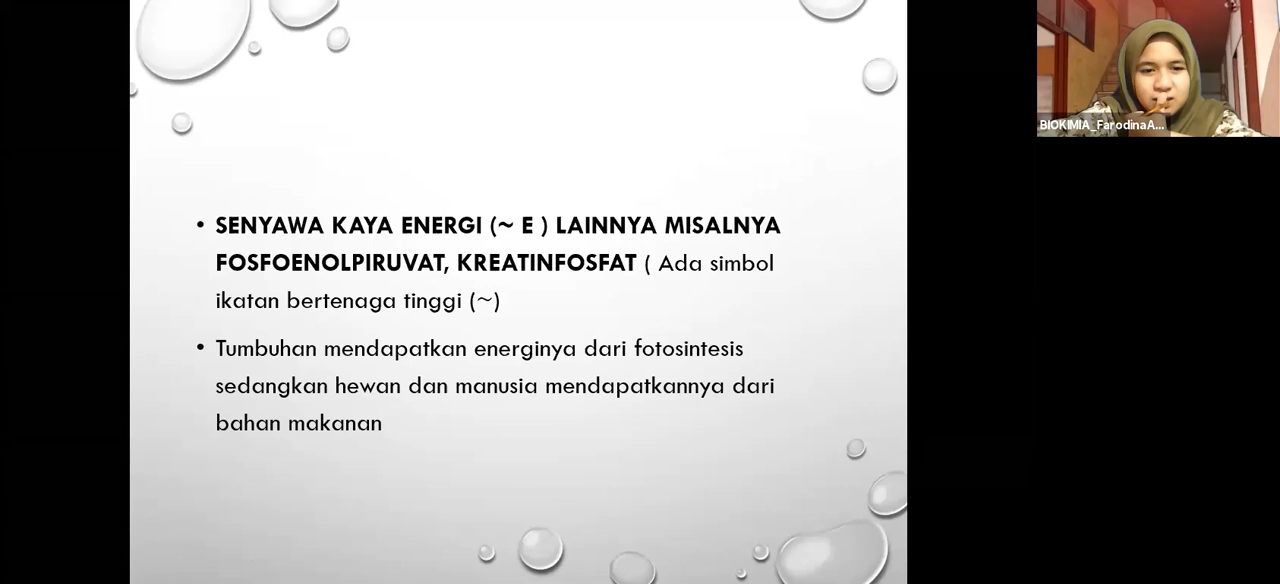 • SENYAWA KAYA ENERGI (~ E ) LAINNYA MISALNYA
FOSFOENOLPIRUVAT, KREATINFOSFAT ( Ada simbol
ikatan bertenaga tinggi (~)
• Tumbuhan mendapatkan energinya dari fotosintesis
sedangkan hewan dan manusia mendapatkannya dari
bahan makanan
BIOKIMIA_FarodinaA...